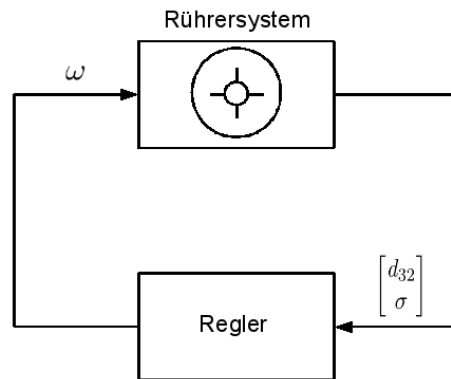 Rührersystem
ω
d₃₂
σ
Regler